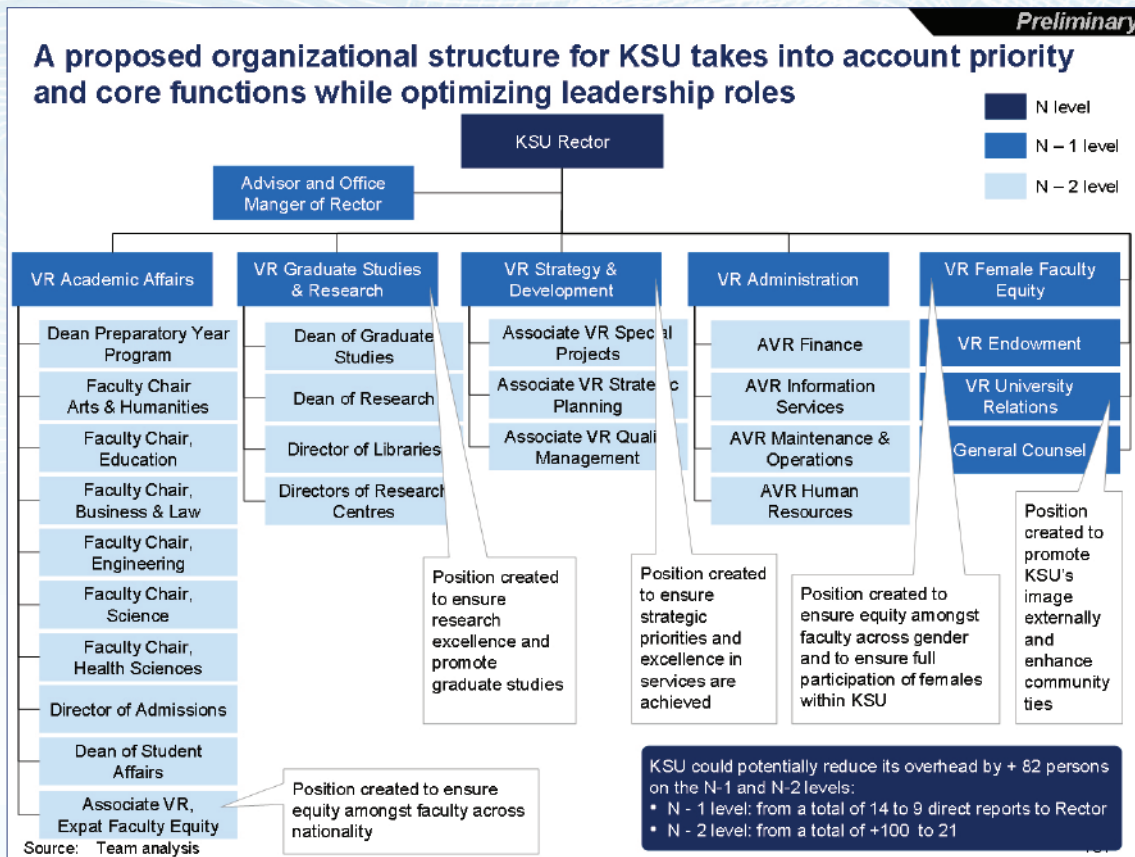 Preliminary
A proposed organizational structure for KSU takes into account priority
and core functions while optimizing leadership roles
N level
N – 1 level
N – 2 level
KSU Rector
Advisor and Office
Manger of Rector
VR Academic Affairs
Dean Preparatory Year
Program
Faculty Chair
Arts & Humanities
Faculty Chair,
Education
Faculty Chair,
Business & Law
Faculty Chair,
Engineering
Faculty Chair,
Science
Faculty Chair,
Health Sciences
Director of Admissions
Dean of Student
Affairs
Associate VR,
Expat Faculty Equity
Position created to ensure
equity amongst faculty across
nationality
VR Graduate Studies
& Research
Dean of Graduate
Studies
Dean of Research
Director of Libraries
Directors of Research
Centres
Position created
to ensure
research
excellence and
promote
graduate studies
VR Strategy &
Development
Associate VR Special
Projects
Associate VR Strategic
Planning
Associate VR Quali
Management
Position created
to ensure
strategic
priorities and
excellence in
services are
achieved
VR Administration
AVR Finance
AVR Information
Services
AVR Maintenance &
Operations
AVR Human
Resources
VR Female Faculty
Equity
VR Endowment
VR University
Relations
General Counsel
Position created to
ensure equity amongst
faculty across gender
and to ensure full
participation of females
within KSU
Position
created to
promote
KSU's
image
externally
and
enhance
community
ties
KSU could potentially reduce its overhead by + 82 persons
on the N-1 and N-2 levels:
• N - 1 level: from a total of 14 to 9 direct reports to Rector
• N - 2 level: from a total of +100 to 21
Source: Team analysis